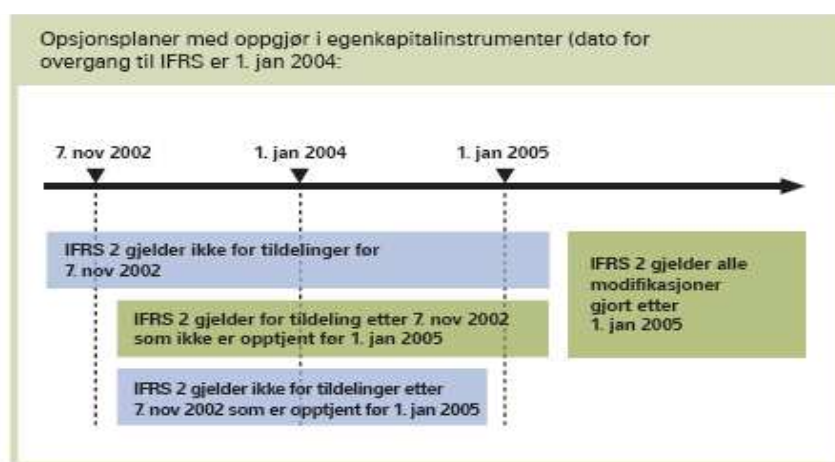 Opsjonsplaner med oppgjør i egenkapitalinstrumenter (dato for
overgang til IFRS er 1. jan 2004:
7. nov 2002
1. jan 2004
1. jan 2005
IFRS 2 gjelder ikke for tildelinger før
7. nov 2002
IFRS 2 gjelder alle
modifikasjoner
gjort etter
1. jan 2005
IFRS 2 gjelder for tildeling etter 7. nov 2002
som ikke er opptjent før 1. jan 2005
IFRS 2 gjelder ikke for tildelinger etter
7. nov 2002 som er opptjent før 1. jan 2005